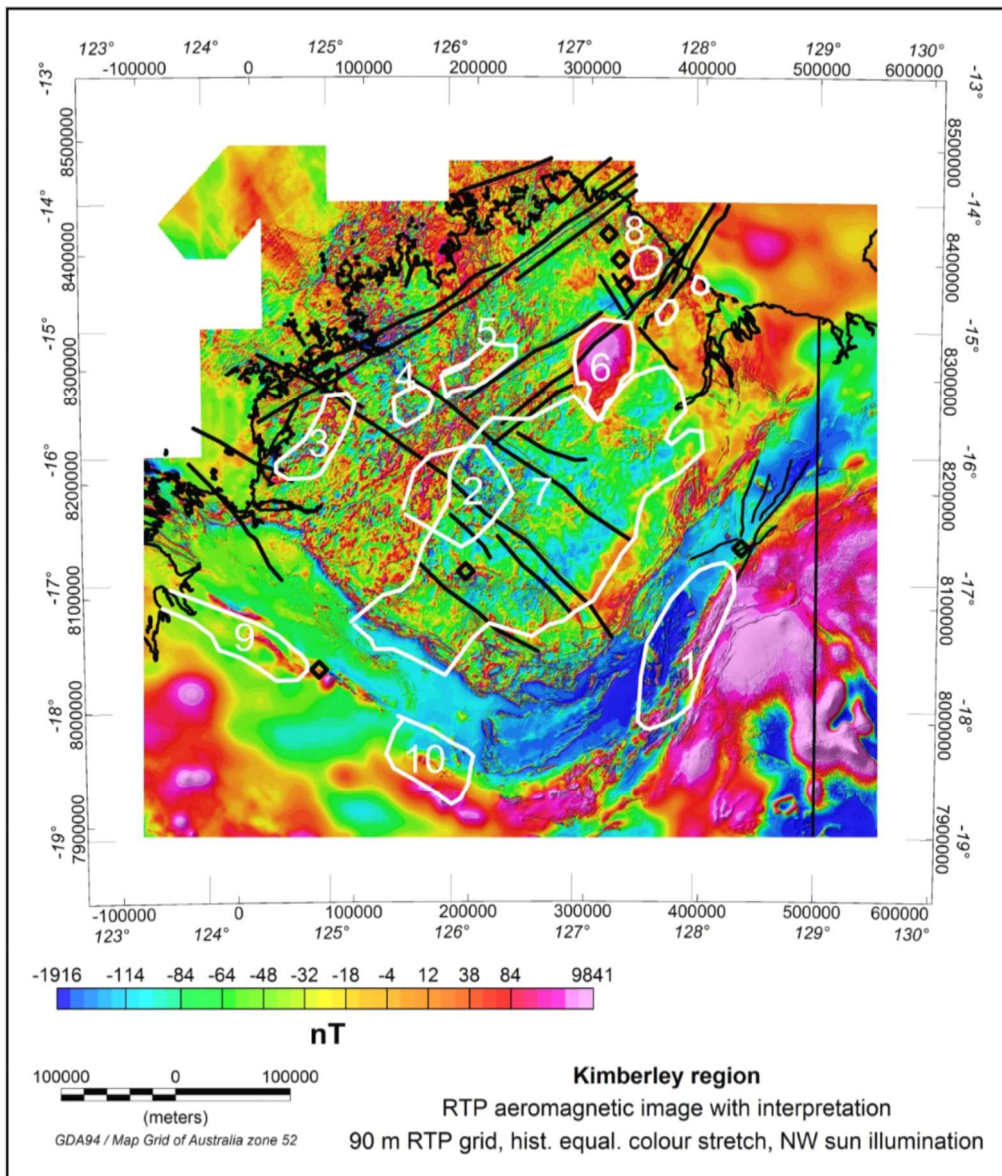 123° 124° 125° 126° 127° 128° 129° 130°
-100000 0 100000 200000 300000 400000 500000 600000
-13° -13°
8500000 8500000
-14° -14°
8400000 8400000
8
-15° -15°
5
8300000 8300000
4 6
3
-16° -16°
8200000 8200000
2 7
-17° -17°
8100000 8100000
9 1
-18° -18°
8000000 8000000
10
-19° -19°
7900000 7900000
-100000 0 100000 200000 300000 400000 500000 600000
123° 124° 125° 126° 127° 128° 129° 130°
-1916 -114 -84 -64 -48 -32 -18 -4 12 38 84 9841
nT
100000 0 100000
(meters)
GDA94 / Map Grid of Australia zone 52
Kimberley region
RTP aeromagnetic image with interpretation
90 m RTP grid, hist. equal. colour stretch, NW sun illumination